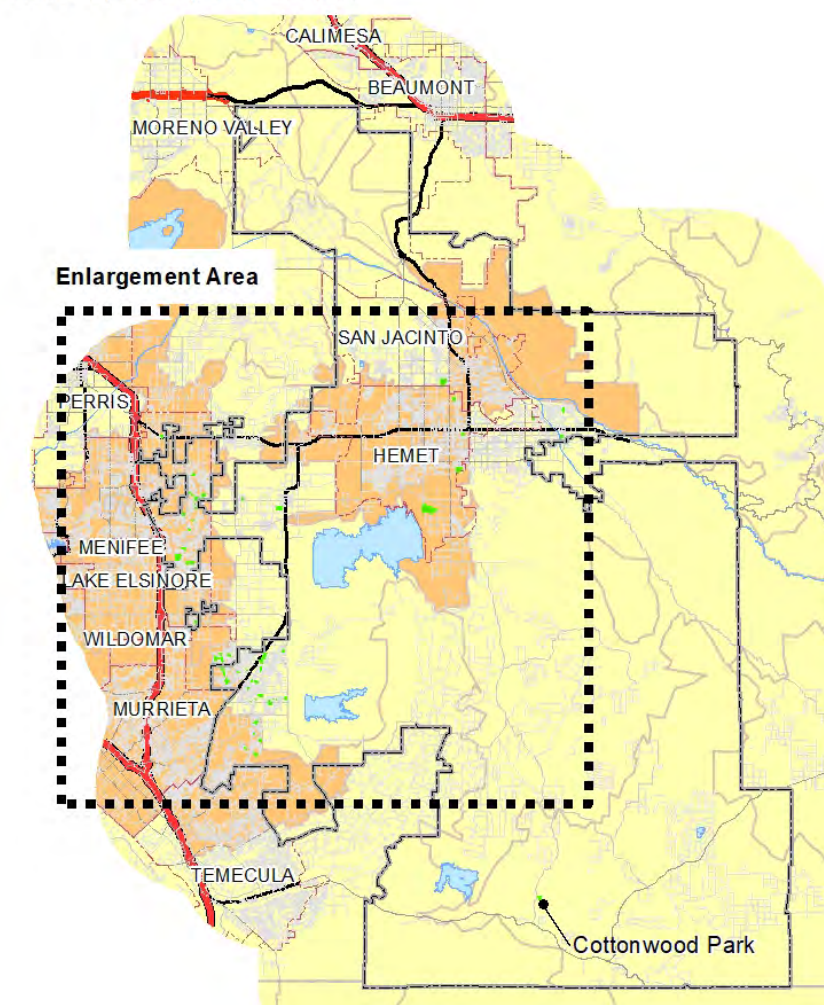 CALIMESA
BEAUMONT
MORENO VALLEY
Enlargement Area
SAN JACINTO
PERRIS
HEMET
MENIFEE
LAKE ELSINORE
WILDOMAR
MURRIETA
TEMECULA
Cottonwood Park